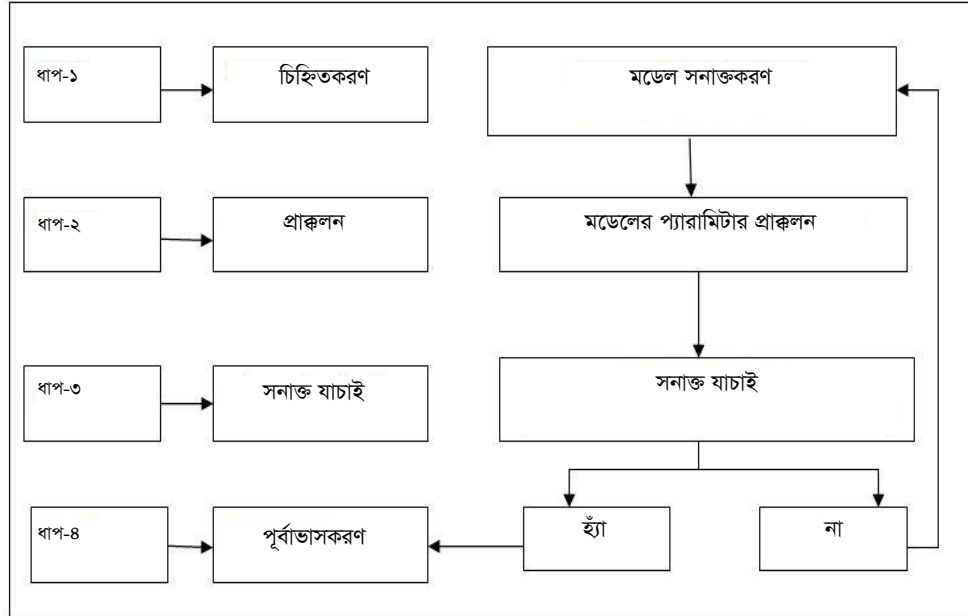 ধাপ-১
চিহ্নিতকরণ
মডেল সনাক্তকরণ
ধাপ-২
প্রাক্কলন
মডেলের প্যারামিটার প্রাক্কলন
ধাপ-৩
সনাক্ত যাচাই
সনাক্ত যাচাই
ধাপ-৪
পূর্বাভাসকরণ
হ্যাঁ
না